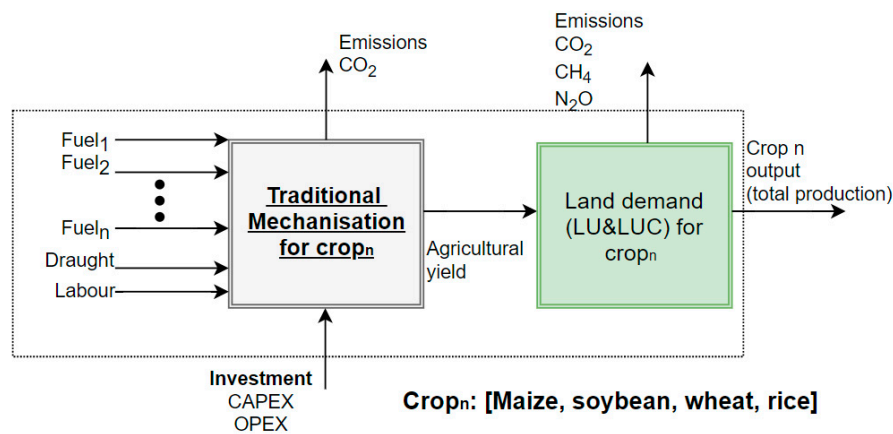 Emissions
CO₂
Emissions
CO₂
CH₄
N₂O
Fuel₁
Fuel₂
Fuelₙ
Draught
Labour
Traditional
Mechanisation
for cropₙ
Agricultural
yield
Land demand
(LU&LUC) for
cropₙ
Crop n
output
(total production)
Investment
CAPEX
OPEX
Cropₙ: [Maize, soybean, wheat, rice]